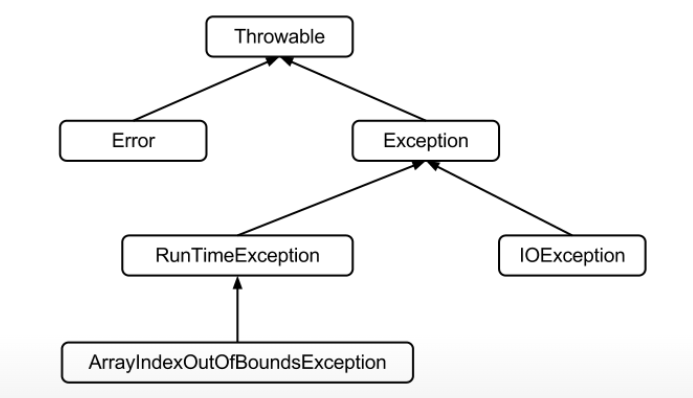 Throwable
Error
Exception
RunTimeException
IOException
ArrayIndexOutOfBoundsException